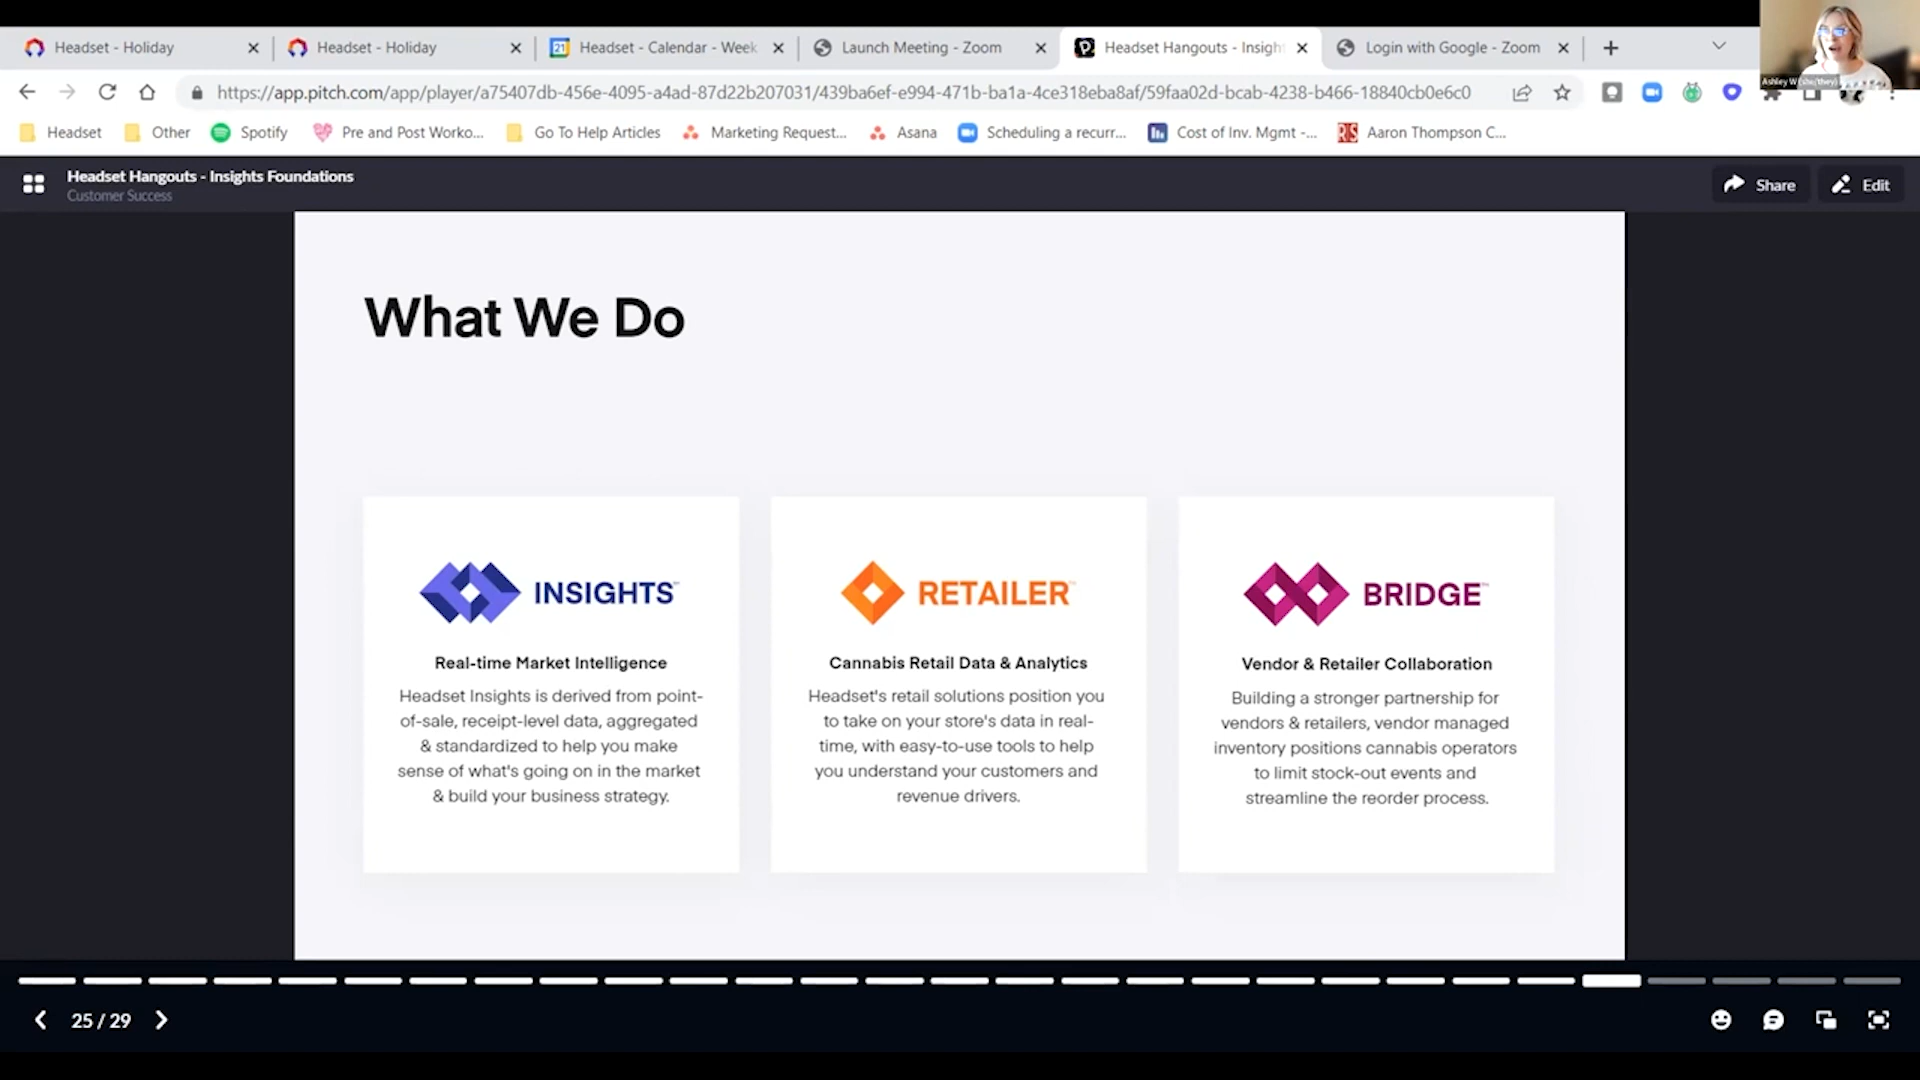 Headset - Holiday
Headset - Holiday
Headset - Calendar - Week
Launch Meeting - Zoom
Headset Hangouts - Insigh
Login with Google - Zoom
https://app.pitch.com/app/player/a75407db-456e-4095-a4ad-87d22b207031/439ba6ef-e994-471b-ba1a-4ce318eba8af/59faa02d-bcab-4238-b466-18840cb0e6c0
Headset
Other
Spotify
Pre and Post Worko...
Go To Help Articles
Marketing Request...
Asana
Scheduling a recurr...
Cost of Inv. Mgmt -...
Aaron Thompson C...
Headset Hangouts - Insights Foundations
Customer Success
Share
Edit
What We Do
INSIGHTS™
Real-time Market Intelligence
Headset Insights is derived from point-
of-sale, receipt-level data, aggregated
& standardized to help you make
sense of what's going on in the market
& build your business strategy.
RETAILER™
Cannabis Retail Data & Analytics
Headset's retail solutions position you
to take on your store's data in real-
time, with easy-to-use tools to help
you understand your customers and
revenue drivers.
BRIDGE™
Vendor & Retailer Collaboration
Building a stronger partnership for
vendors & retailers, vendor managed
inventory positions cannabis operators
to limit stock-out events and
streamline the reorder process.
25 / 29